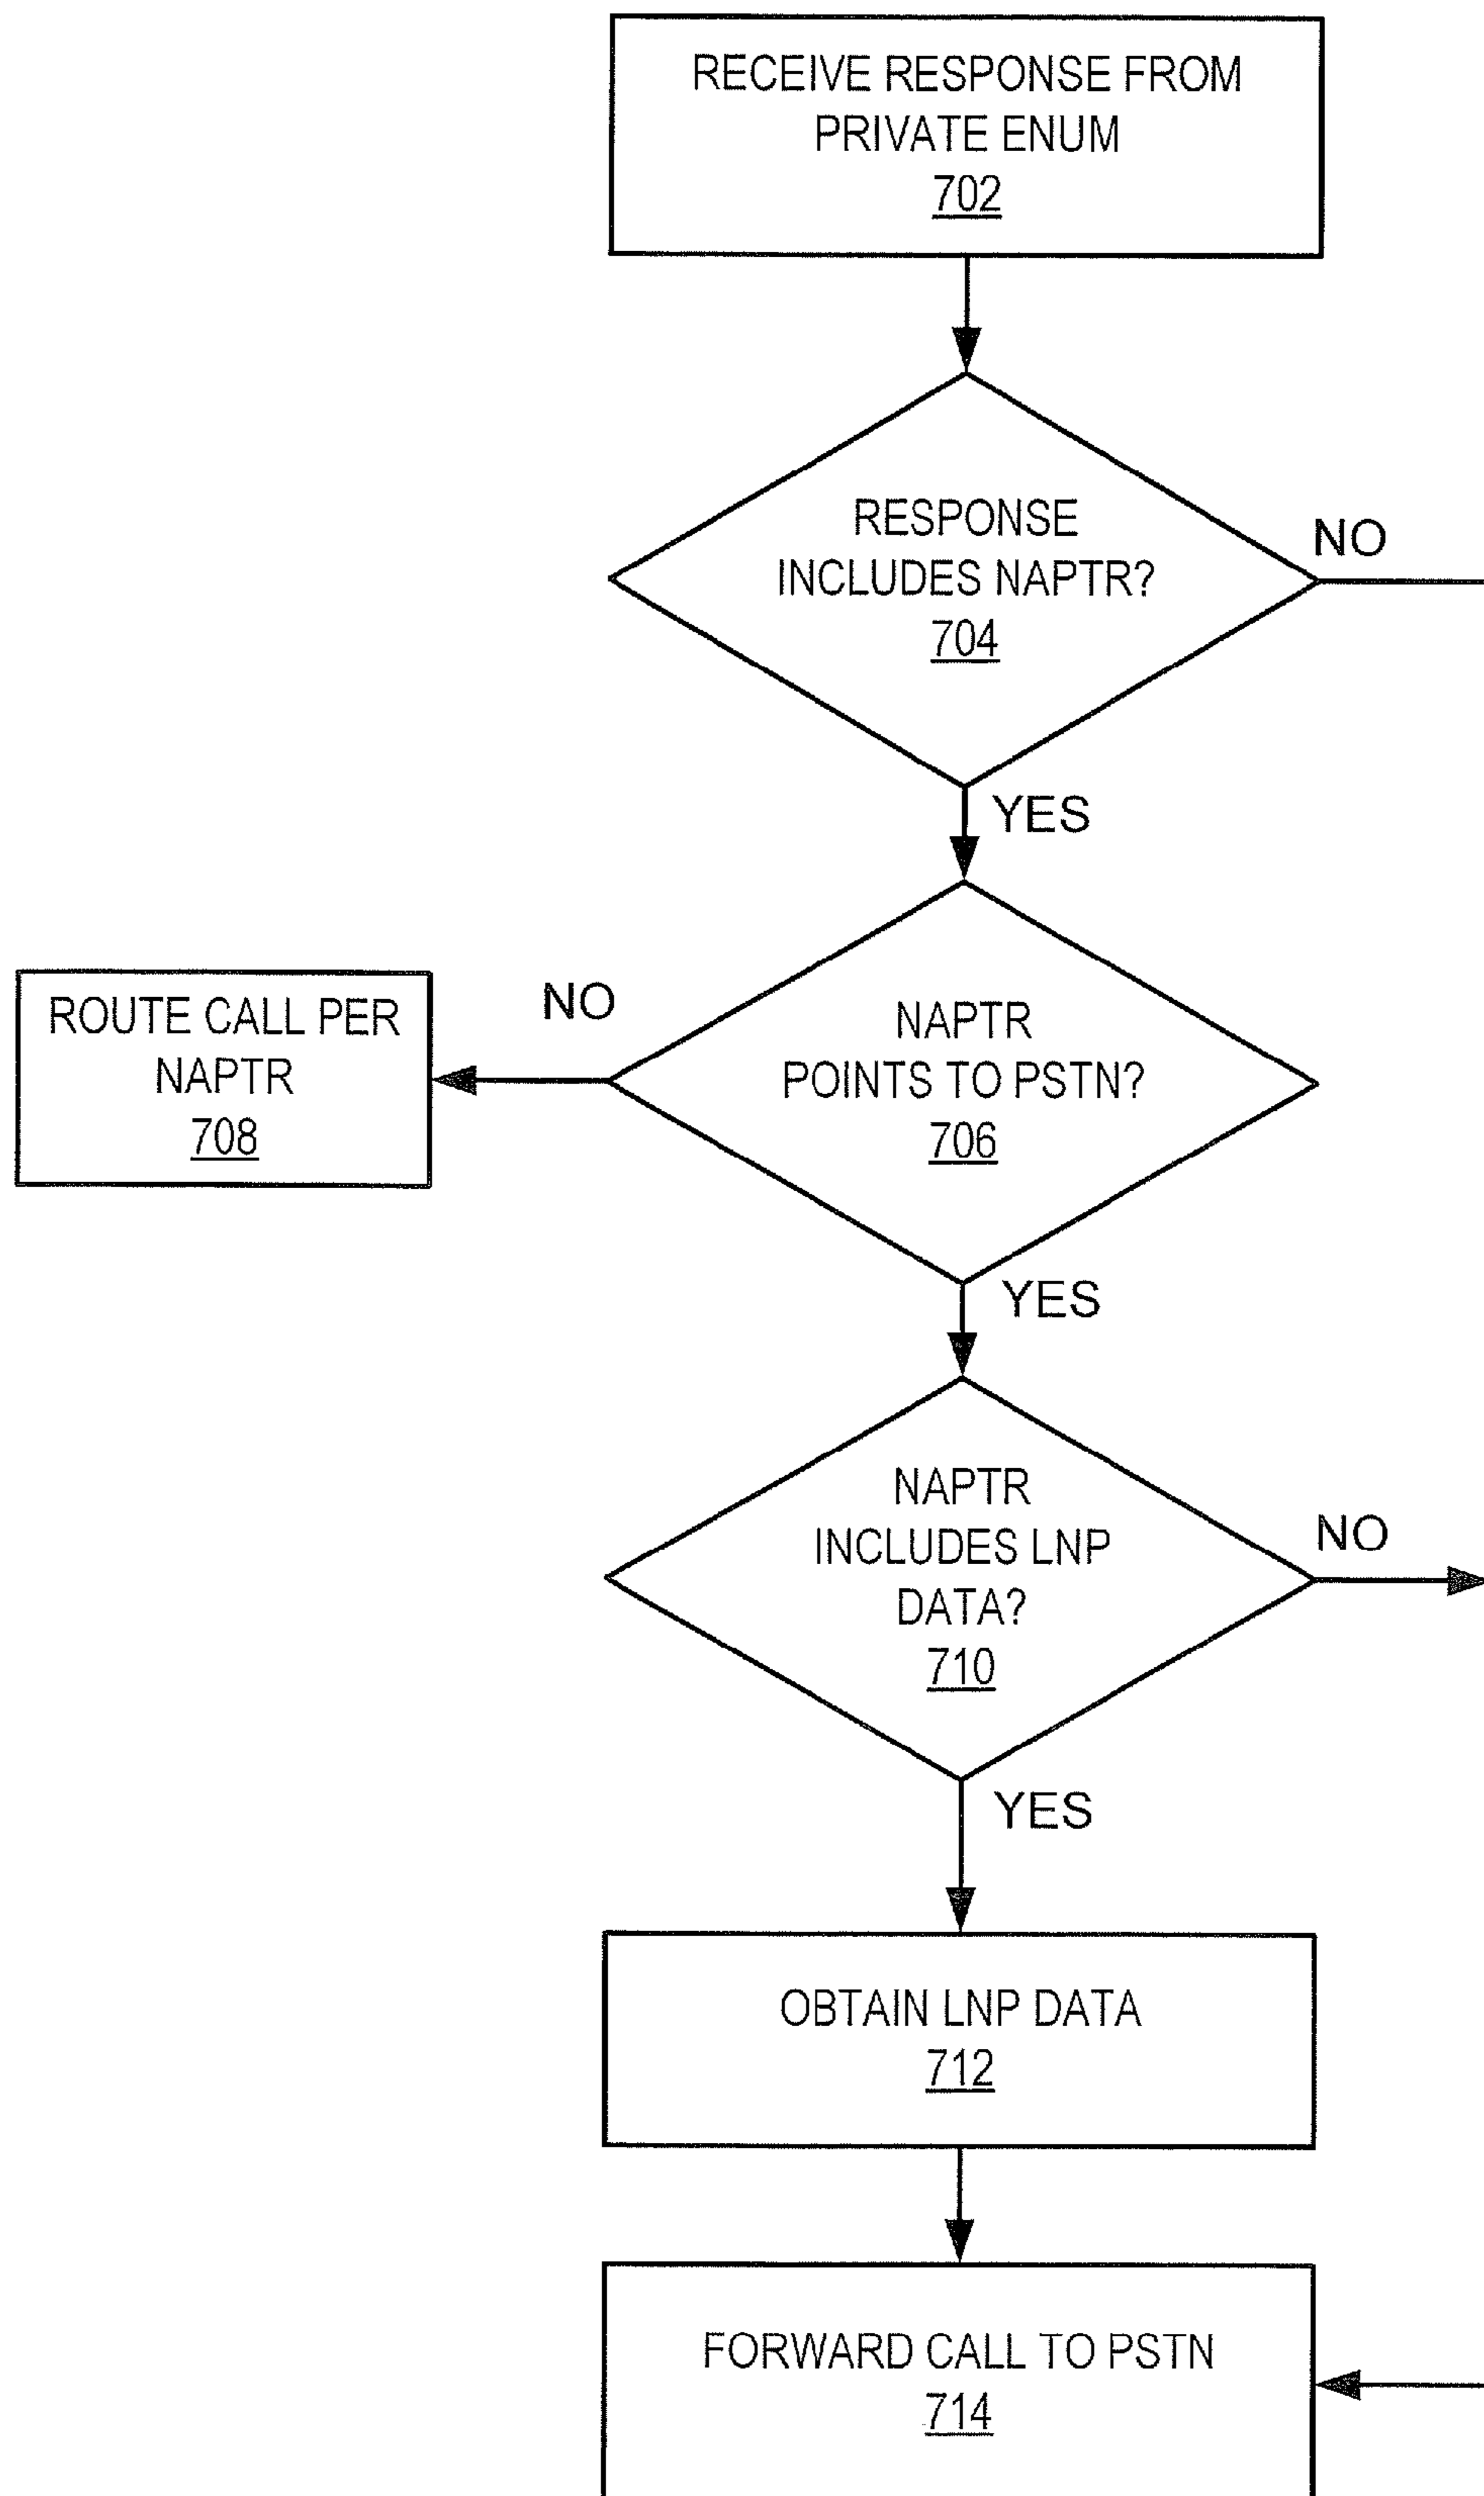 RECEIVE RESPONSE FROM
PRIVATE ENUM
702
RESPONSE
INCLUDES NAPTR?
704
NO
YES
ROUTE CALL PER
NAPTR
708
NO
NAPTR
POINTS TO PSTN?
706
YES
NAPTR
INCLUDES LNP
DATA?
710
NO
YES
OBTAIN LNP DATA
712
FORWARD CALL TO PSTN
714